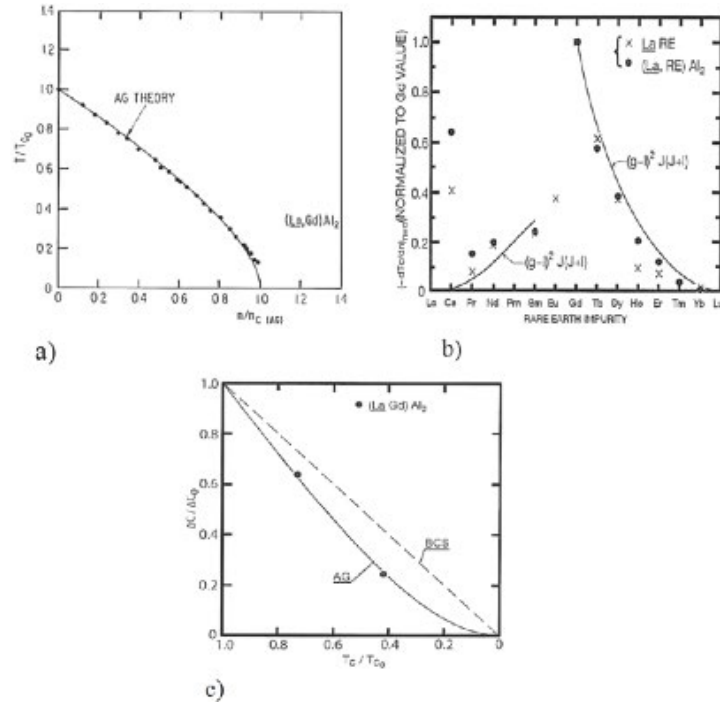 1.4
1.2
1.0
0.8
0.6
0.4
0.2
0
T/T_C0
AG THEORY
(La,Gd)Al2
0 0.2 0.4 0.6 0.8 1.0 1.2 1.4
n/nC (AG)
a)
1.0
0.8
0.6
0.4
0.2
0
(NORMALIZED TO Gd VALUE)
× La RE
● (La, RE) Al2
(g-1)² J(J+1)
(g-1)² J(J+1)
La Ce Pr Nd Pm Sm Eu Gd Tb Dy Ho Er Tm Yb Lu
RARE EARTH IMPURITY
b)
1.0
0.8
0.6
0.4
0.2
0
ΔC / ΔC0
● (La Gd) Al2
BCS
AG
1.0 0.8 0.6 0.4 0.2 0
TC / TC0
c)